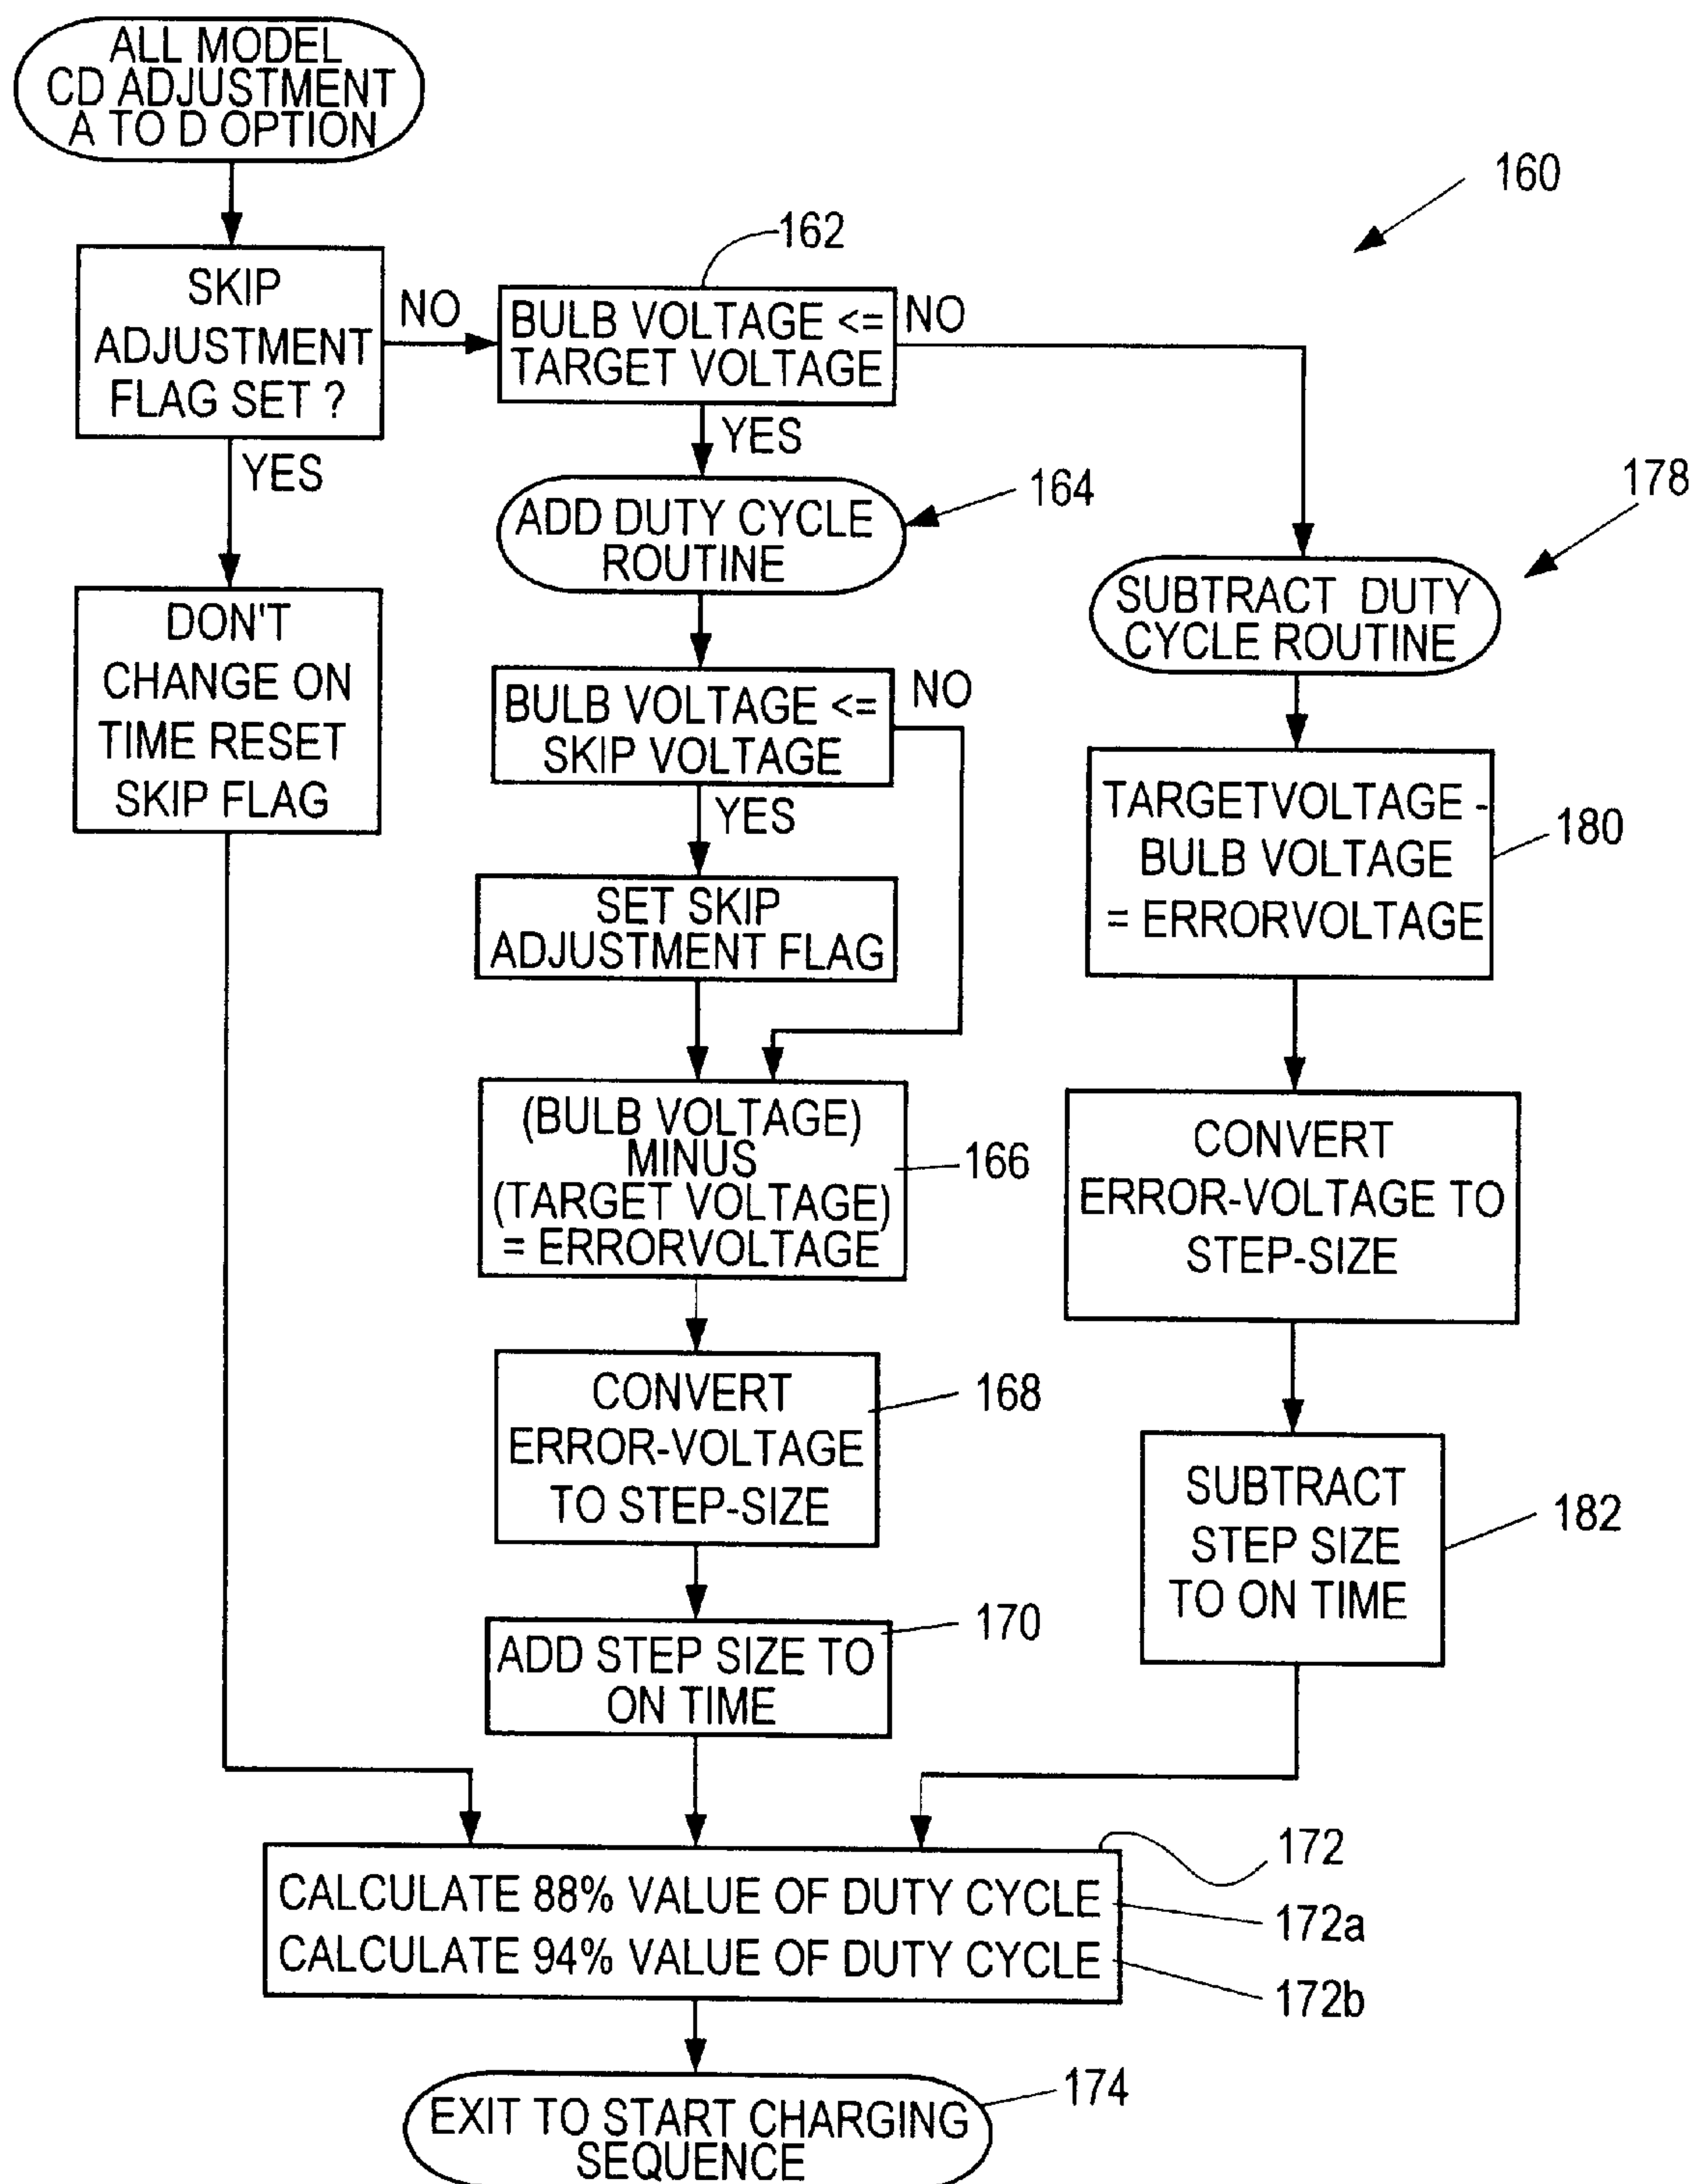 ALL MODEL
CD ADJUSTMENT
A TO D OPTION
160
162
SKIP
ADJUSTMENT
FLAG SET ?
NO
YES
BULB VOLTAGE <=
TARGET VOLTAGE
NO
YES
164
178
ADD DUTY CYCLE
ROUTINE
SUBTRACT DUTY
CYCLE ROUTINE
DON'T
CHANGE ON
TIME RESET
SKIP FLAG
BULB VOLTAGE <=
SKIP VOLTAGE
NO
YES
TARGETVOLTAGE -
BULB VOLTAGE
= ERRORVOLTAGE
180
SET SKIP
ADJUSTMENT FLAG
(BULB VOLTAGE)
MINUS
(TARGET VOLTAGE)
= ERRORVOLTAGE
166
CONVERT
ERROR-VOLTAGE TO
STEP-SIZE
CONVERT
ERROR-VOLTAGE
TO STEP-SIZE
168
SUBTRACT
STEP SIZE
TO ON TIME
182
ADD STEP SIZE TO
ON TIME
170
172
CALCULATE 88% VALUE OF DUTY CYCLE
172a
CALCULATE 94% VALUE OF DUTY CYCLE
172b
EXIT TO START CHARGING
SEQUENCE
174